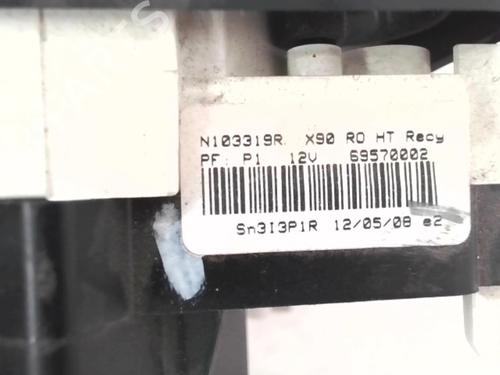 N103319R. X90 RO HT Recy
PF: P1 12V 69570002
Sn3I3P1R 12/05/08 e2